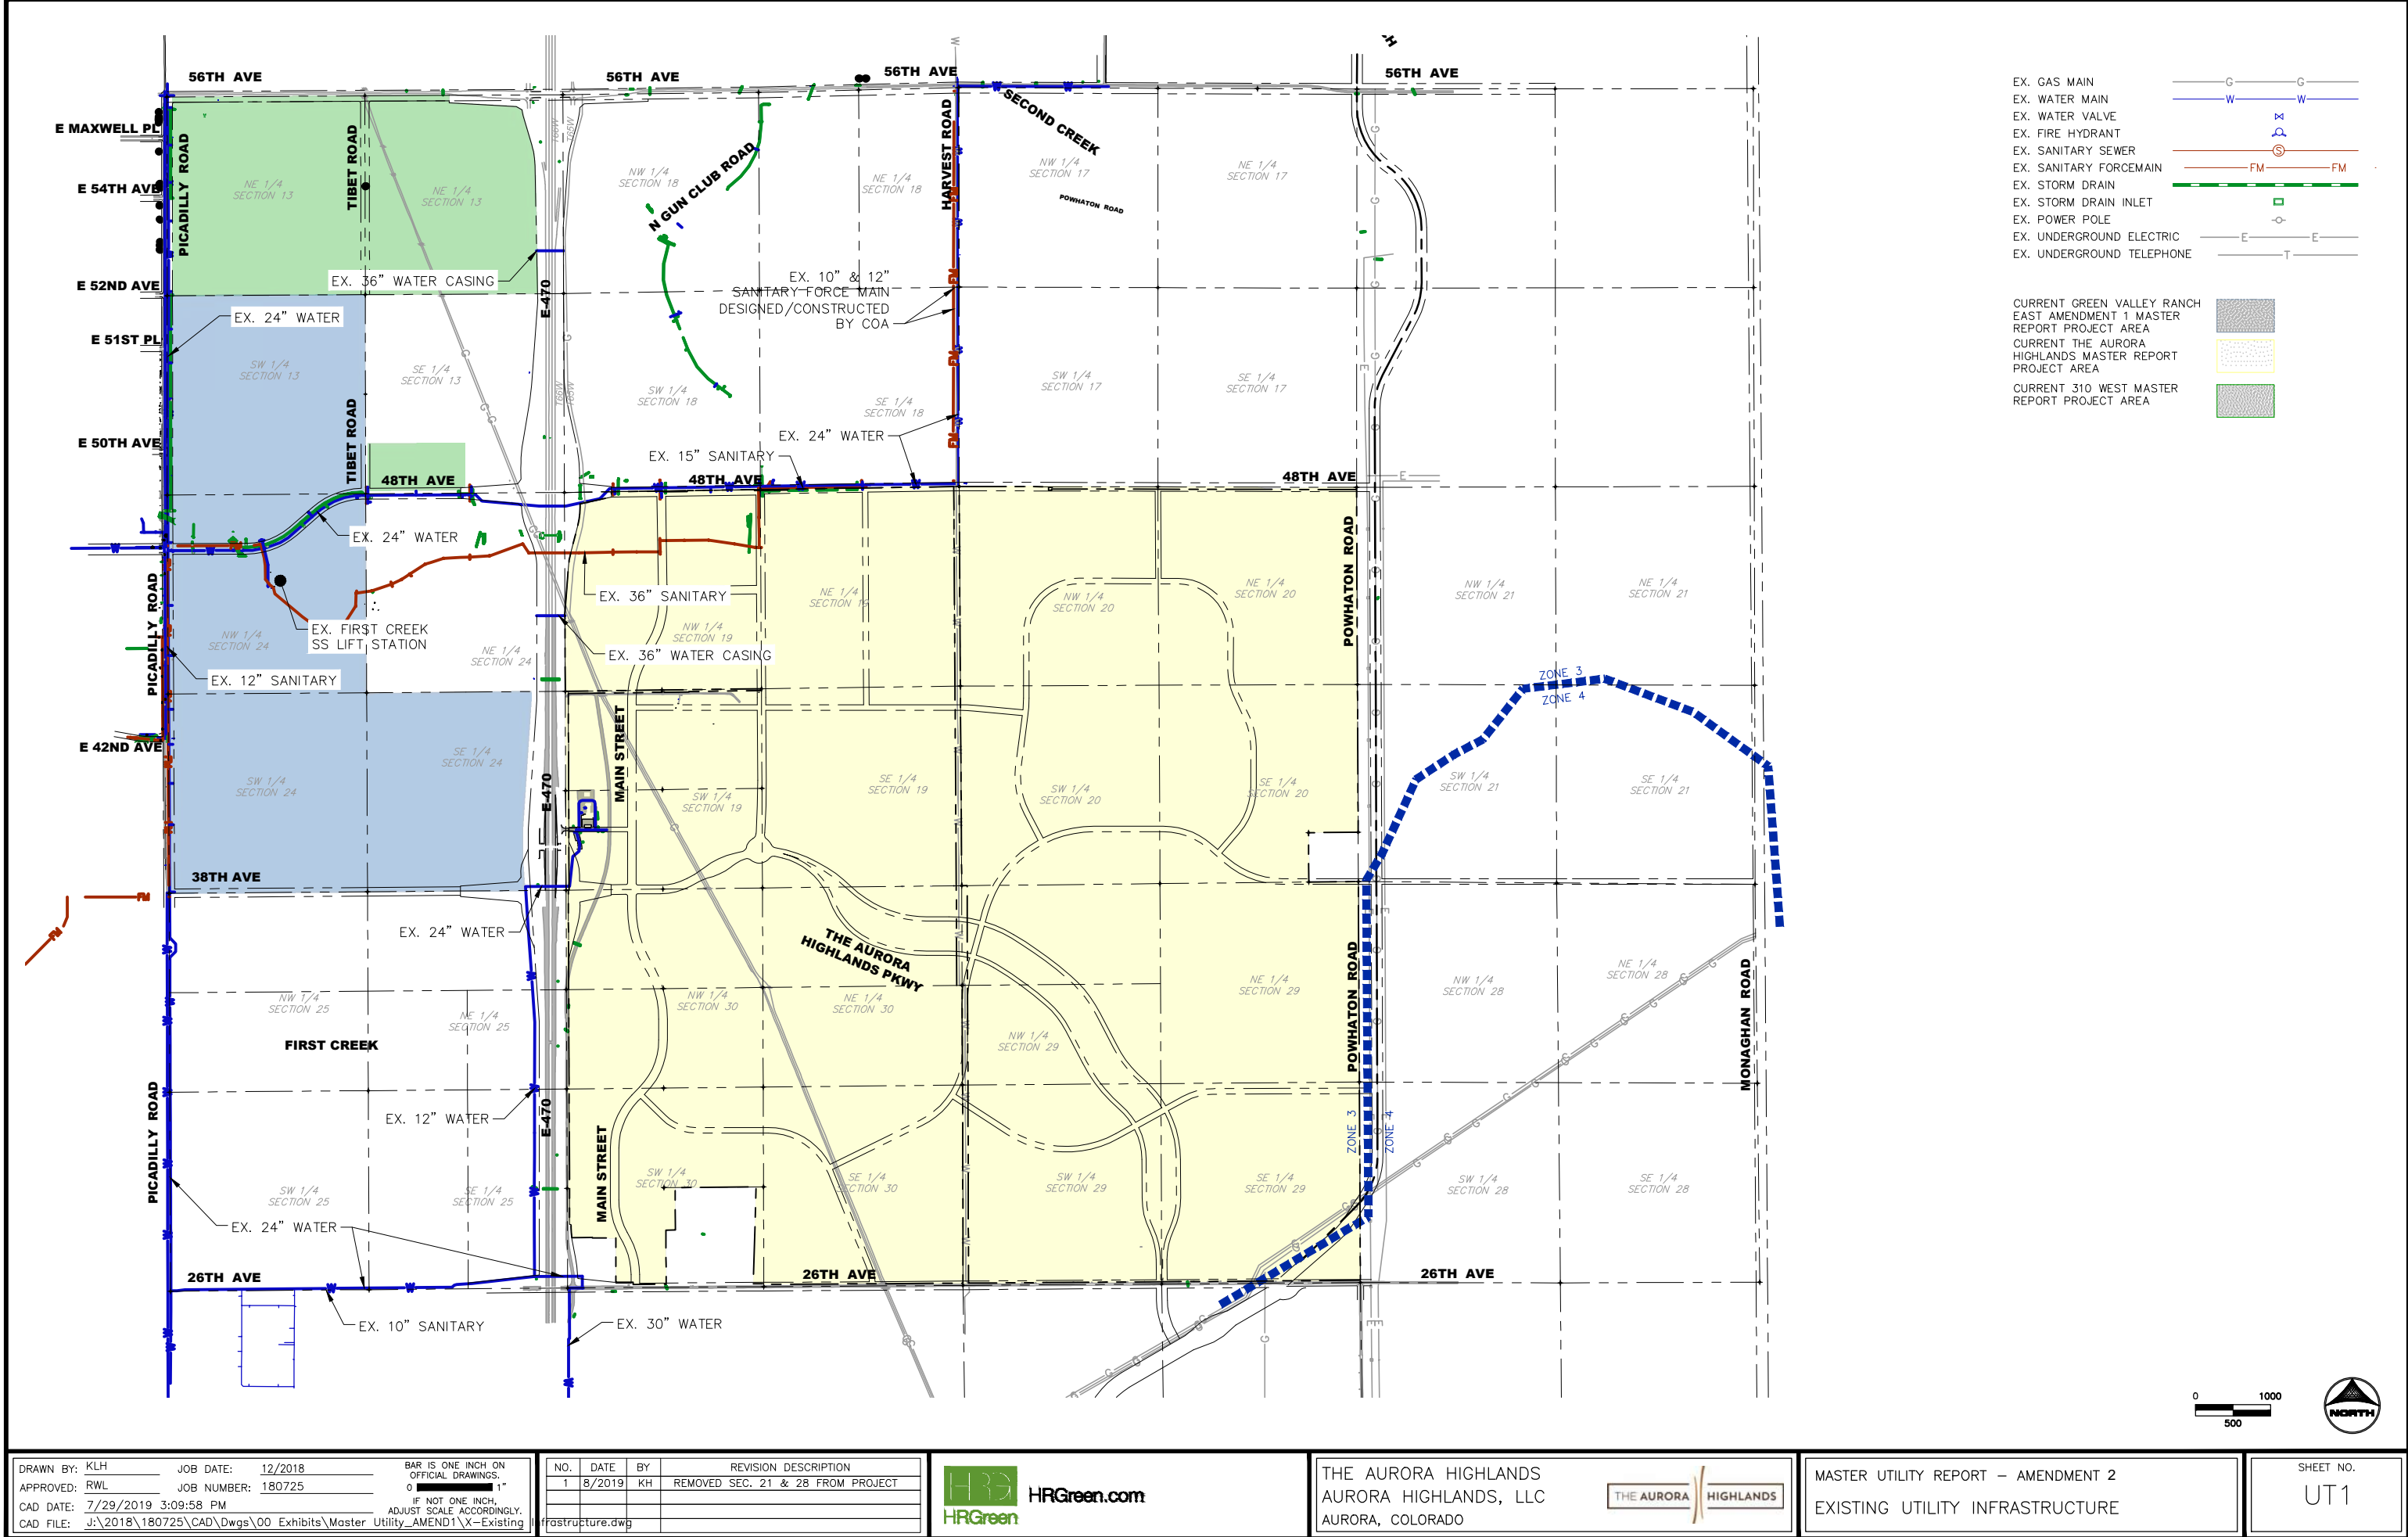 56TH AVE
56TH AVE
56TH AVE
56TH AVE
E MAXWELL PL
PICADILLY ROAD
TIBET ROAD
HARVEST ROAD
SECOND CREEK
N GUN CLUB ROAD
T66W
T65W
NE 1/4
SECTION 13
NE 1/4
SECTION 13
NW 1/4
SECTION 18
NE 1/4
SECTION 18
NW 1/4
SECTION 17
NE 1/4
SECTION 17
POWHATON ROAD
E 54TH AVE
E 52ND AVE
EX. 36" WATER CASING
E-470
EX. 10" & 12"
SANITARY FORCE MAIN
DESIGNED/CONSTRUCTED
BY COA
EX. 24" WATER
E 51ST PL
SW 1/4
SECTION 13
SE 1/4
SECTION 13
T66W
T65W
SW 1/4
SECTION 18
SE 1/4
SECTION 18
SW 1/4
SECTION 17
SE 1/4
SECTION 17
TIBET ROAD
E 50TH AVE
EX. 24" WATER
EX. 15" SANITARY
48TH AVE
48TH AVE
48TH AVE
EX. 24" WATER
EX. 36" SANITARY
EX. FIRST CREEK
SS LIFT STATION
PICADILLY ROAD
NW 1/4
SECTION 24
NE 1/4
SECTION 24
NW 1/4
SECTION 19
NE 1/4
SECTION 19
NW 1/4
SECTION 20
NE 1/4
SECTION 20
POWHATON ROAD
NW 1/4
SECTION 21
NE 1/4
SECTION 21
EX. 36" WATER CASING
EX. 12" SANITARY
ZONE 3
ZONE 4
E 42ND AVE
MAIN STREET
E-470
SW 1/4
SECTION 24
SE 1/4
SECTION 24
SW 1/4
SECTION 19
SE 1/4
SECTION 19
SW 1/4
SECTION 20
SE 1/4
SECTION 20
SW 1/4
SECTION 21
SE 1/4
SECTION 21
38TH AVE
EX. 24" WATER
THE AURORA
HIGHLANDS PKWY
POWHATON ROAD
MONAGHAN ROAD
NW 1/4
SECTION 25
NE 1/4
SECTION 25
NW 1/4
SECTION 30
NE 1/4
SECTION 30
NW 1/4
SECTION 29
NE 1/4
SECTION 29
NW 1/4
SECTION 28
NE 1/4
SECTION 28
FIRST CREEK
EX. 12" WATER
E-470
PICADILLY ROAD
MAIN STREET
ZONE 3
ZONE 4
SW 1/4
SECTION 25
SE 1/4
SECTION 25
SW 1/4
SECTION 30
SE 1/4
SECTION 30
SW 1/4
SECTION 29
SE 1/4
SECTION 29
SW 1/4
SECTION 28
SE 1/4
SECTION 28
EX. 24" WATER
26TH AVE
26TH AVE
26TH AVE
EX. 10" SANITARY
EX. 30" WATER
EX. GAS MAIN G G
EX. WATER MAIN W W
EX. WATER VALVE
EX. FIRE HYDRANT
EX. SANITARY SEWER S
EX. SANITARY FORCEMAIN FM FM
EX. STORM DRAIN
EX. STORM DRAIN INLET
EX. POWER POLE
EX. UNDERGROUND ELECTRIC E E
EX. UNDERGROUND TELEPHONE T
CURRENT GREEN VALLEY RANCH
EAST AMENDMENT 1 MASTER
REPORT PROJECT AREA
CURRENT THE AURORA
HIGHLANDS MASTER REPORT
PROJECT AREA
CURRENT 310 WEST MASTER
REPORT PROJECT AREA
0 1000
500
NORTH
DRAWN BY: KLH JOB DATE: 12/2018
APPROVED: RWL JOB NUMBER: 180725
CAD DATE: 7/29/2019 3:09:58 PM
CAD FILE: J:\2018\180725\CAD\Dwgs\00 Exhibits\Master Utility_AMEND1\X-Existing Infrastructure.dwg
BAR IS ONE INCH ON
OFFICIAL DRAWINGS.
0 1"
IF NOT ONE INCH,
ADJUST SCALE ACCORDINGLY.
NO. DATE BY REVISION DESCRIPTION
1 8/2019 KH REMOVED SEC. 21 & 28 FROM PROJECT
HRG
HRGreen
HRGreen.com
THE AURORA HIGHLANDS
AURORA HIGHLANDS, LLC
AURORA, COLORADO
THE AURORA HIGHLANDS
MASTER UTILITY REPORT - AMENDMENT 2
EXISTING UTILITY INFRASTRUCTURE
SHEET NO.
UT1